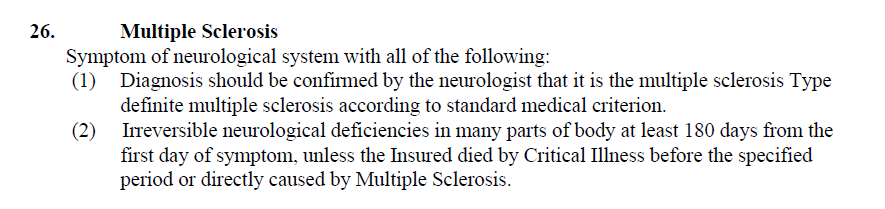 26. Multiple Sclerosis
Symptom of neurological system with all of the following:
(1) Diagnosis should be confirmed by the neurologist that it is the multiple sclerosis Type
definite multiple sclerosis according to standard medical criterion.
(2) Irreversible neurological deficiencies in many parts of body at least 180 days from the
first day of symptom, unless the Insured died by Critical Illness before the specified
period or directly caused by Multiple Sclerosis.